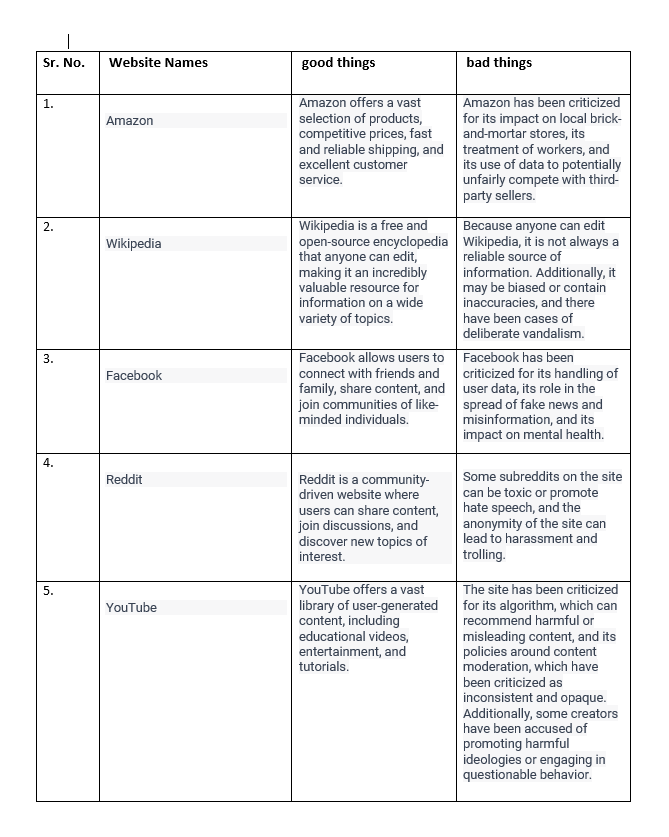 Sr. No. Website Names good things bad things
1.
Amazon
Amazon offers a vast
selection of products,
competitive prices, fast
and reliable shipping, and
excellent customer
service.
Amazon has been criticized
for its impact on local brick-
and-mortar stores, its
treatment of workers, and
its use of data to potentially
unfairly compete with third-
party sellers.
2.
Wikipedia
Wikipedia is a free and
open-source encyclopedia
that anyone can edit,
making it an incredibly
valuable resource for
information on a wide
variety of topics.
Because anyone can edit
Wikipedia, it is not always a
reliable source of
information. Additionally, it
may be biased or contain
inaccuracies, and there
have been cases of
deliberate vandalism.
3.
Facebook
Facebook allows users to
connect with friends and
family, share content, and
join communities of like-
minded individuals.
Facebook has been
criticized for its handling of
user data, its role in the
spread of fake news and
misinformation, and its
impact on mental health.
4.
Reddit
Reddit is a community-
driven website where
users can share content,
join discussions, and
discover new topics of
interest.
Some subreddits on the site
can be toxic or promote
hate speech, and the
anonymity of the site can
lead to harassment and
trolling.
5.
YouTube
YouTube offers a vast
library of user-generated
content, including
educational videos,
entertainment, and
tutorials.
The site has been criticized
for its algorithm, which can
recommend harmful or
misleading content, and its
policies around content
moderation, which have
been criticized as
inconsistent and opaque.
Additionally, some creators
have been accused of
promoting harmful
ideologies or engaging in
questionable behavior.